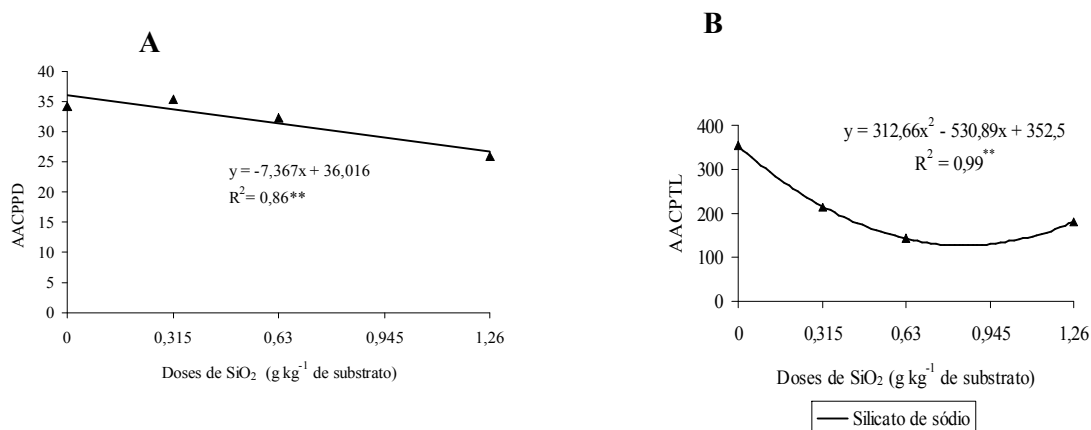 A
40
35
30
25
20
15
10
5
0
AACPPD
y = -7,367x + 36,016
R² = 0,86**
0 0,315 0,63 0,945 1,26
Doses de SiO₂ (g kg⁻¹ de substrato)
B
y = 312,66x² - 530,89x + 352,5
R² = 0,99**
400
300
200
100
0
AACPTL
0 0,315 0,63 0,945 1,26
Doses de SiO₂ (g kg⁻¹ de substrato)
Silicato de sódio